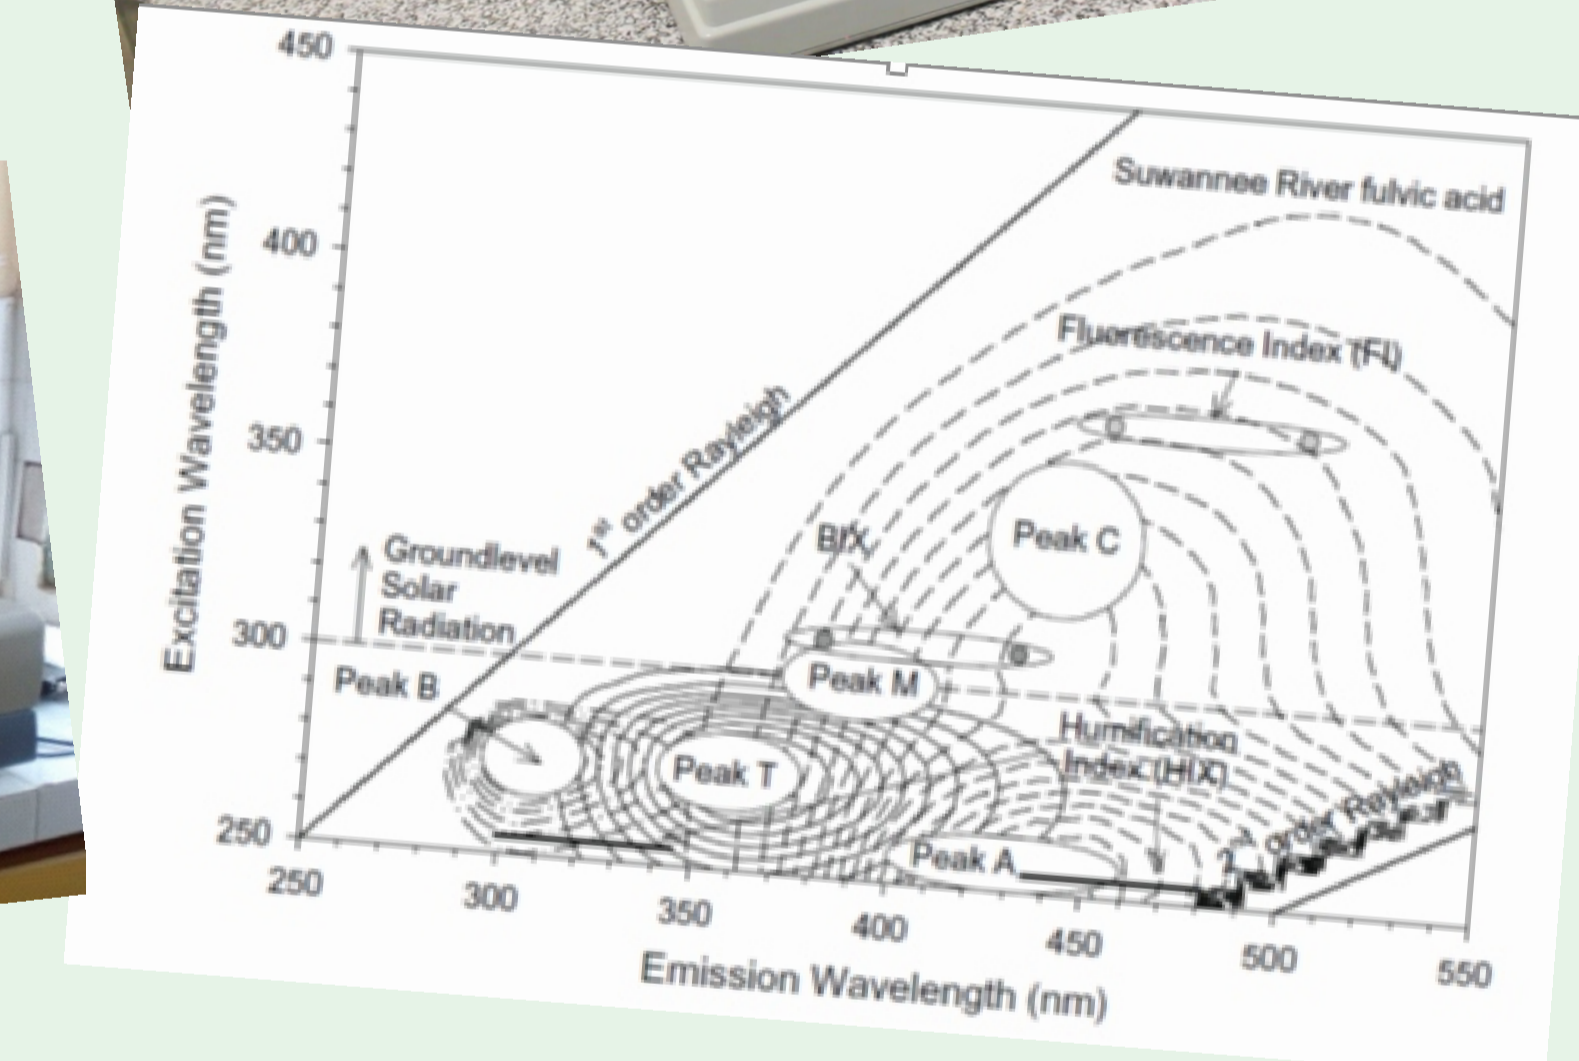 450
Suwannee River fulvic acid
400
Excitation Wavelength (nm)
Fluorescence Index (FI)
350
1st order Rayleigh
Peak C
BIX
Groundlevel
Solar
Radiation
300
Peak B
Peak M
Humification
Index (HIX)
Peak T
2nd order Rayleigh
250
Peak A
250
300
350
400
450
500
550
Emission Wavelength (nm)